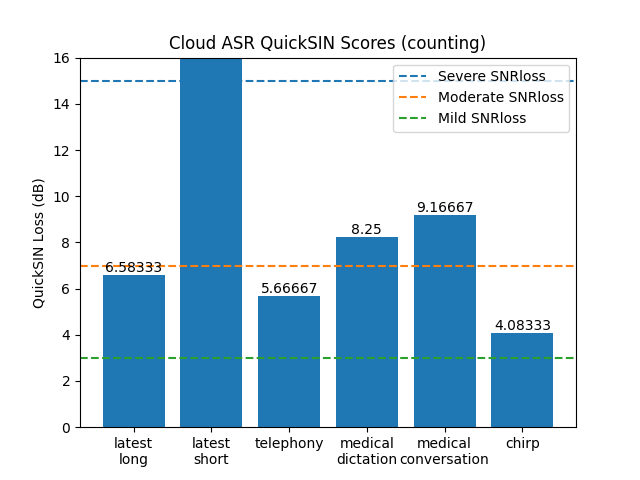 Cloud ASR QuickSIN Scores (counting)
16
14
12
10
8
6
4
2
0
QuickSIN Loss (dB)
Severe SNRloss
Moderate SNRloss
Mild SNRloss
6.58333
5.66667
8.25
9.16667
4.08333
latest
long
latest
short
telephony
medical
dictation
medical
conversation
chirp